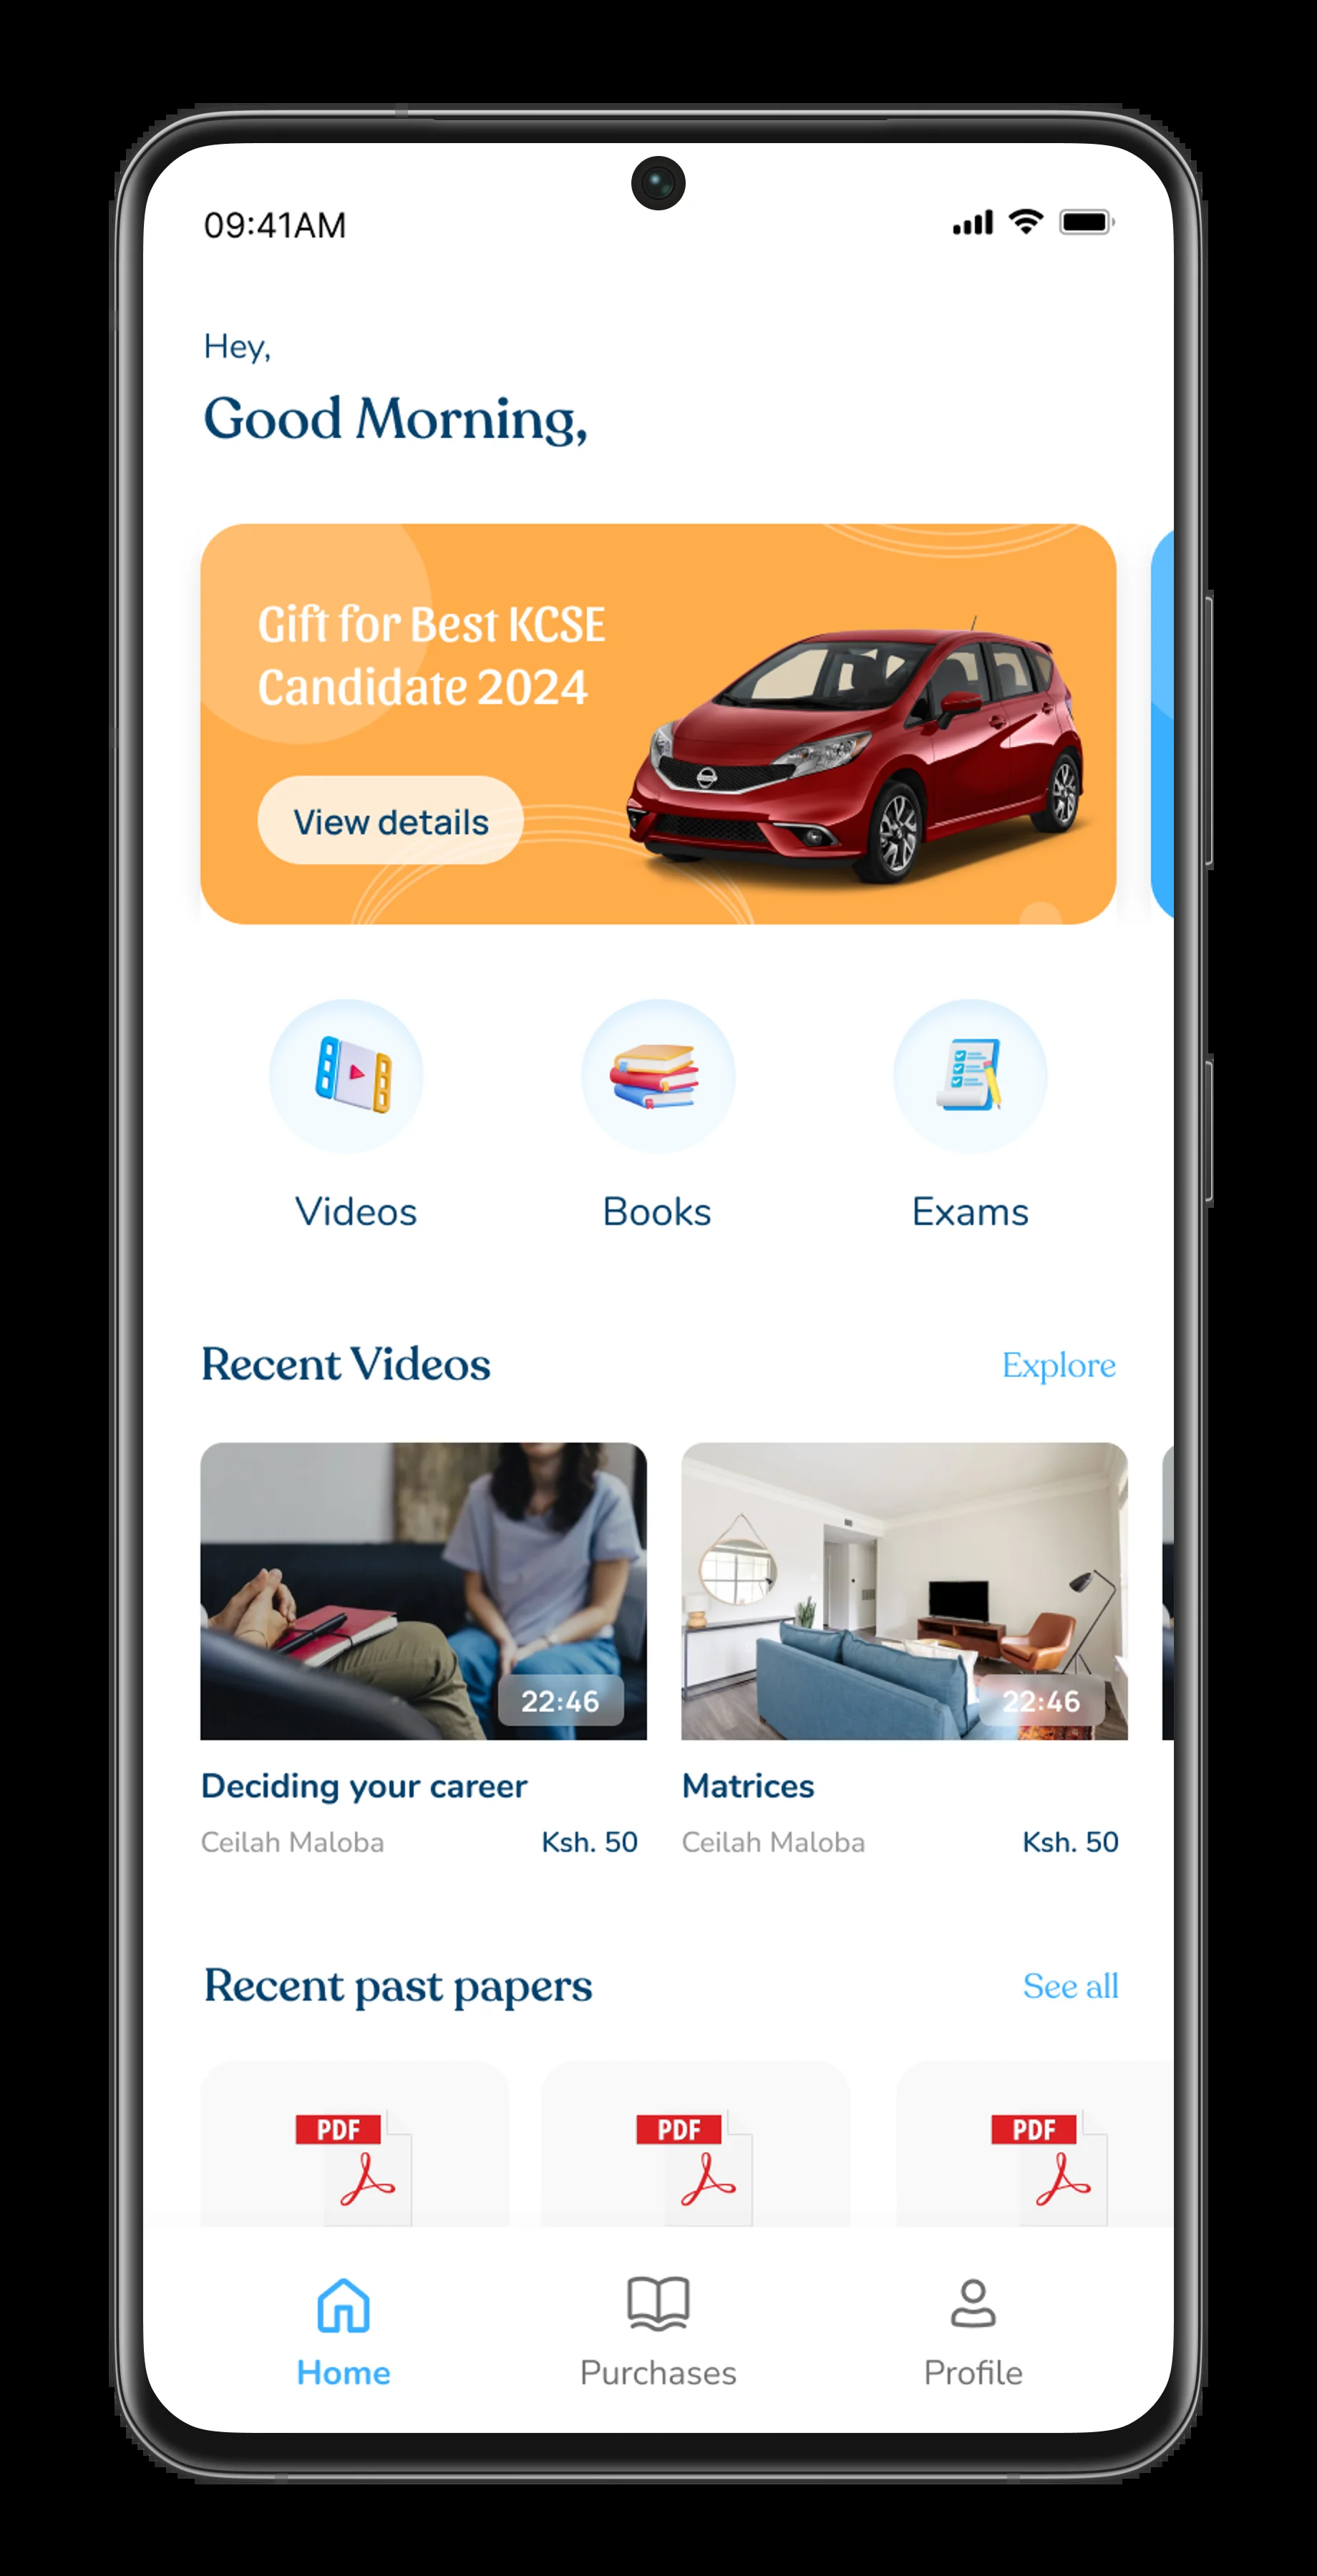 09:41AM
Hey,
Good Morning,
Gift for Best KCSE
Candidate 2024
View details
Videos
Books
Exams
Recent Videos
Explore
22:46
22:46
Deciding your career
Matrices
Ceilah Maloba
Ksh. 50
Ceilah Maloba
Ksh. 50
Recent past papers
See all
PDF
PDF
PDF
Home
Purchases
Profile